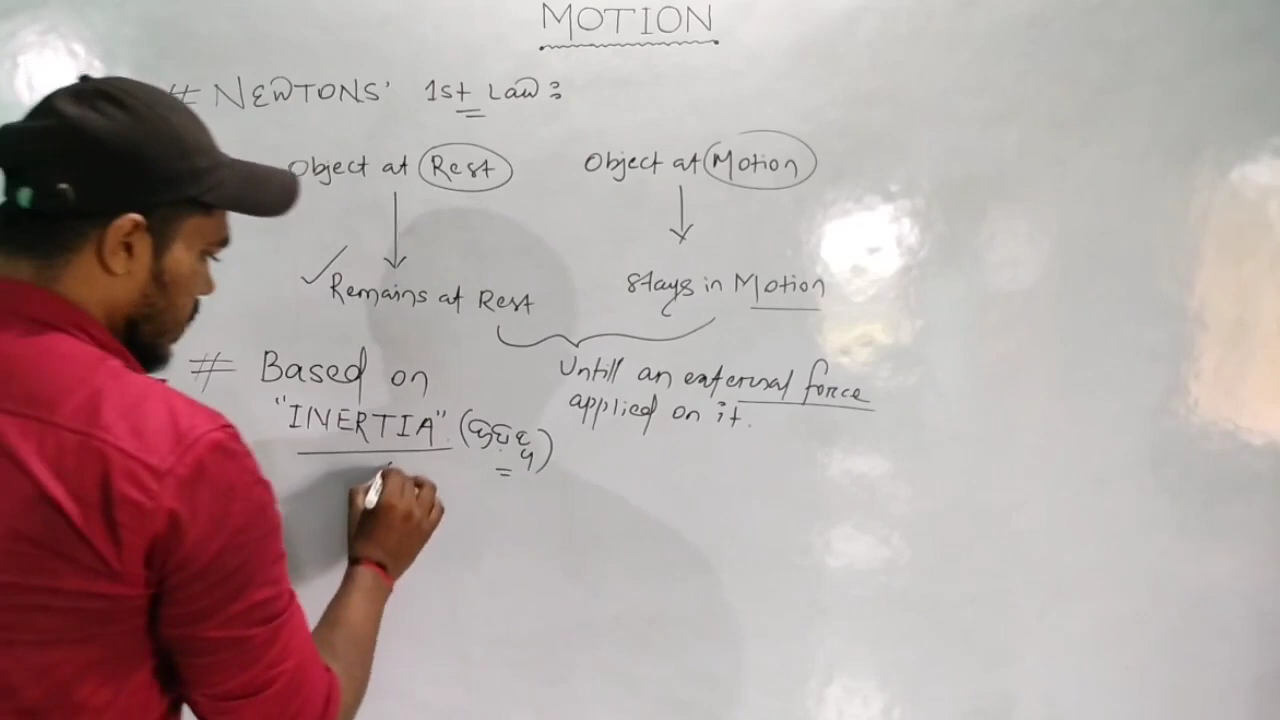 MOTION
# NEWTONS' 1st Law :
Object at Rest
Object at Motion
Remains at Rest
stays in Motion
Untill an external force
applied on it.
# Based on
"INERTIA"